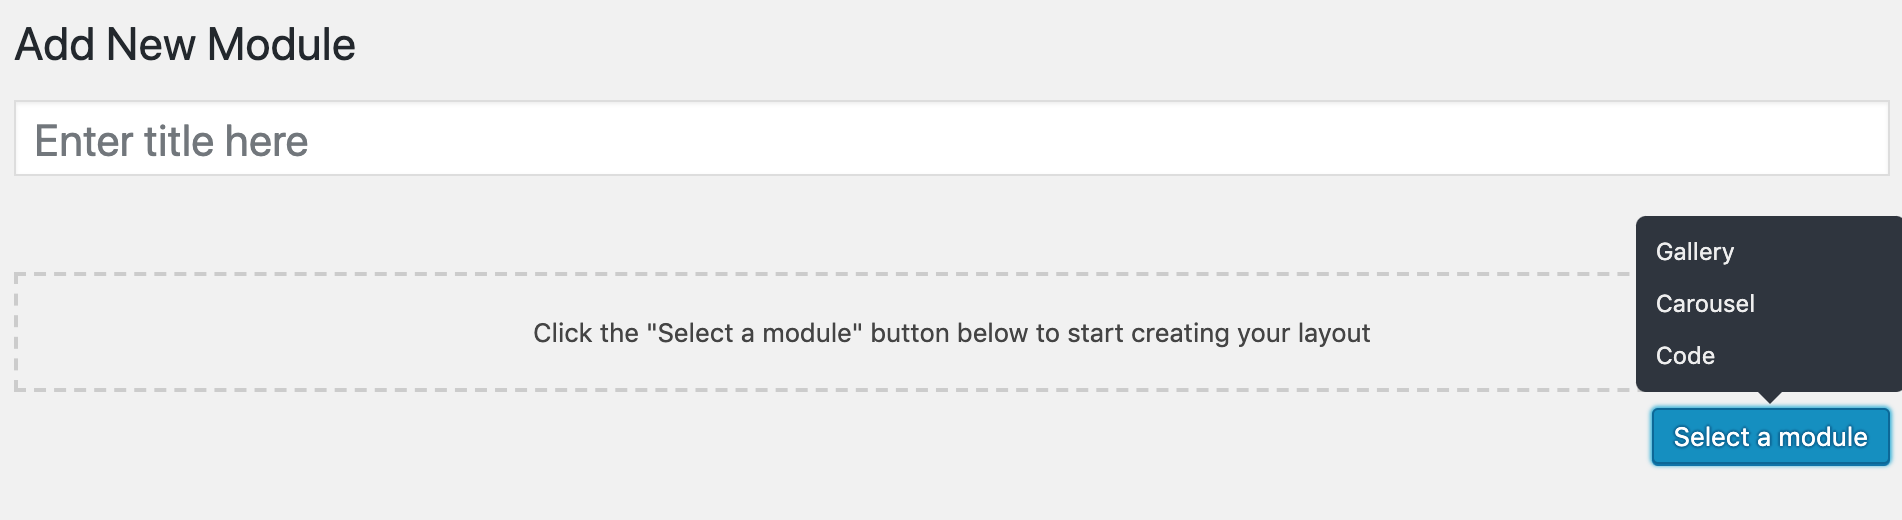 Add New Module
Enter title here
Gallery
Carousel
Code
Click the "Select a module" button below to start creating your layout
Select a module